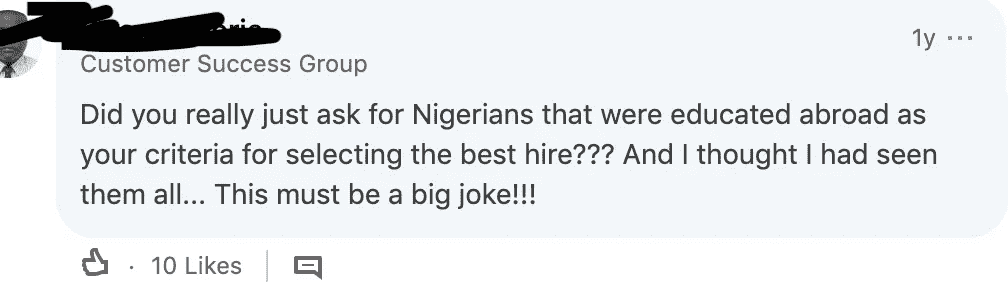 1y
Customer Success Group
Did you really just ask for Nigerians that were educated abroad as
your criteria for selecting the best hire??? And I thought I had seen
them all... This must be a big joke!!!
10 Likes